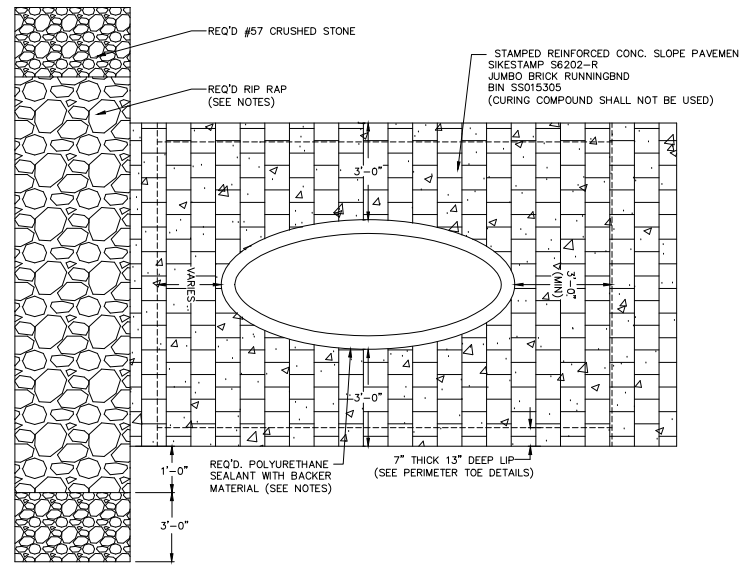 REQ'D #57 CRUSHED STONE
STAMPED REINFORCED CONC. SLOPE PAVEMEN
SIKESTAMP S6202-R
JUMBO BRICK RUNNINGBND
BIN SS015305
(CURING COMPOUND SHALL NOT BE USED)
REQ'D RIP RAP
(SEE NOTES)
3'-0"
VARIES
3'-0"
(MIN)
3'-0"
1'-0"
3'-0"
REQ'D. POLYURETHANE
SEALANT WITH BACKER
MATERIAL (SEE NOTES)
7" THICK 13" DEEP LIP
(SEE PERIMETER TOE DETAILS)